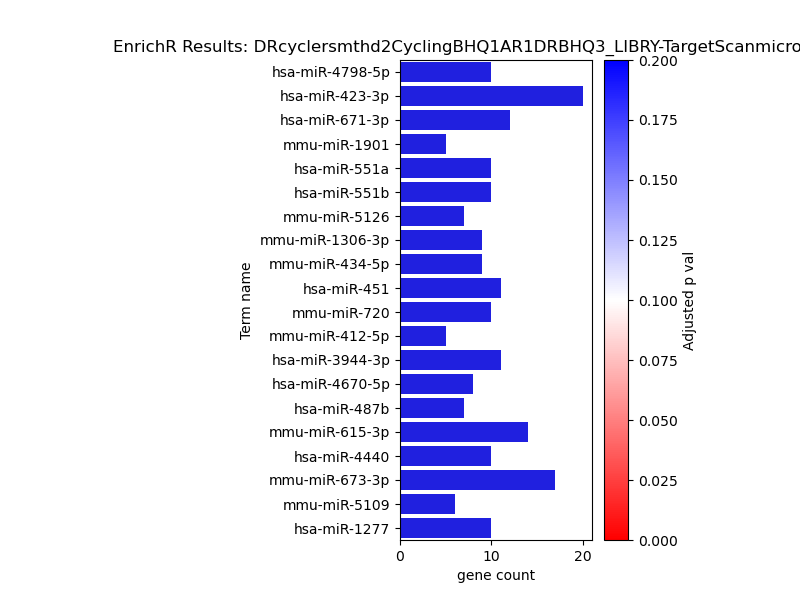 EnrichR Results: DRcyclersmthd2CyclingBHQ1AR1DRBHQ3_LIBRY-TargetScanmicro
hsa-miR-4798-5p
hsa-miR-423-3p
hsa-miR-671-3p
mmu-miR-1901
hsa-miR-551a
hsa-miR-551b
mmu-miR-5126
mmu-miR-1306-3p
mmu-miR-434-5p
hsa-miR-451
mmu-miR-720
mmu-miR-412-5p
hsa-miR-3944-3p
hsa-miR-4670-5p
hsa-miR-487b
mmu-miR-615-3p
hsa-miR-4440
mmu-miR-673-3p
mmu-miR-5109
hsa-miR-1277
Term name
0 10 20
gene count
0.200
0.175
0.150
0.125
0.100
0.075
0.050
0.025
0.000
Adjusted p val